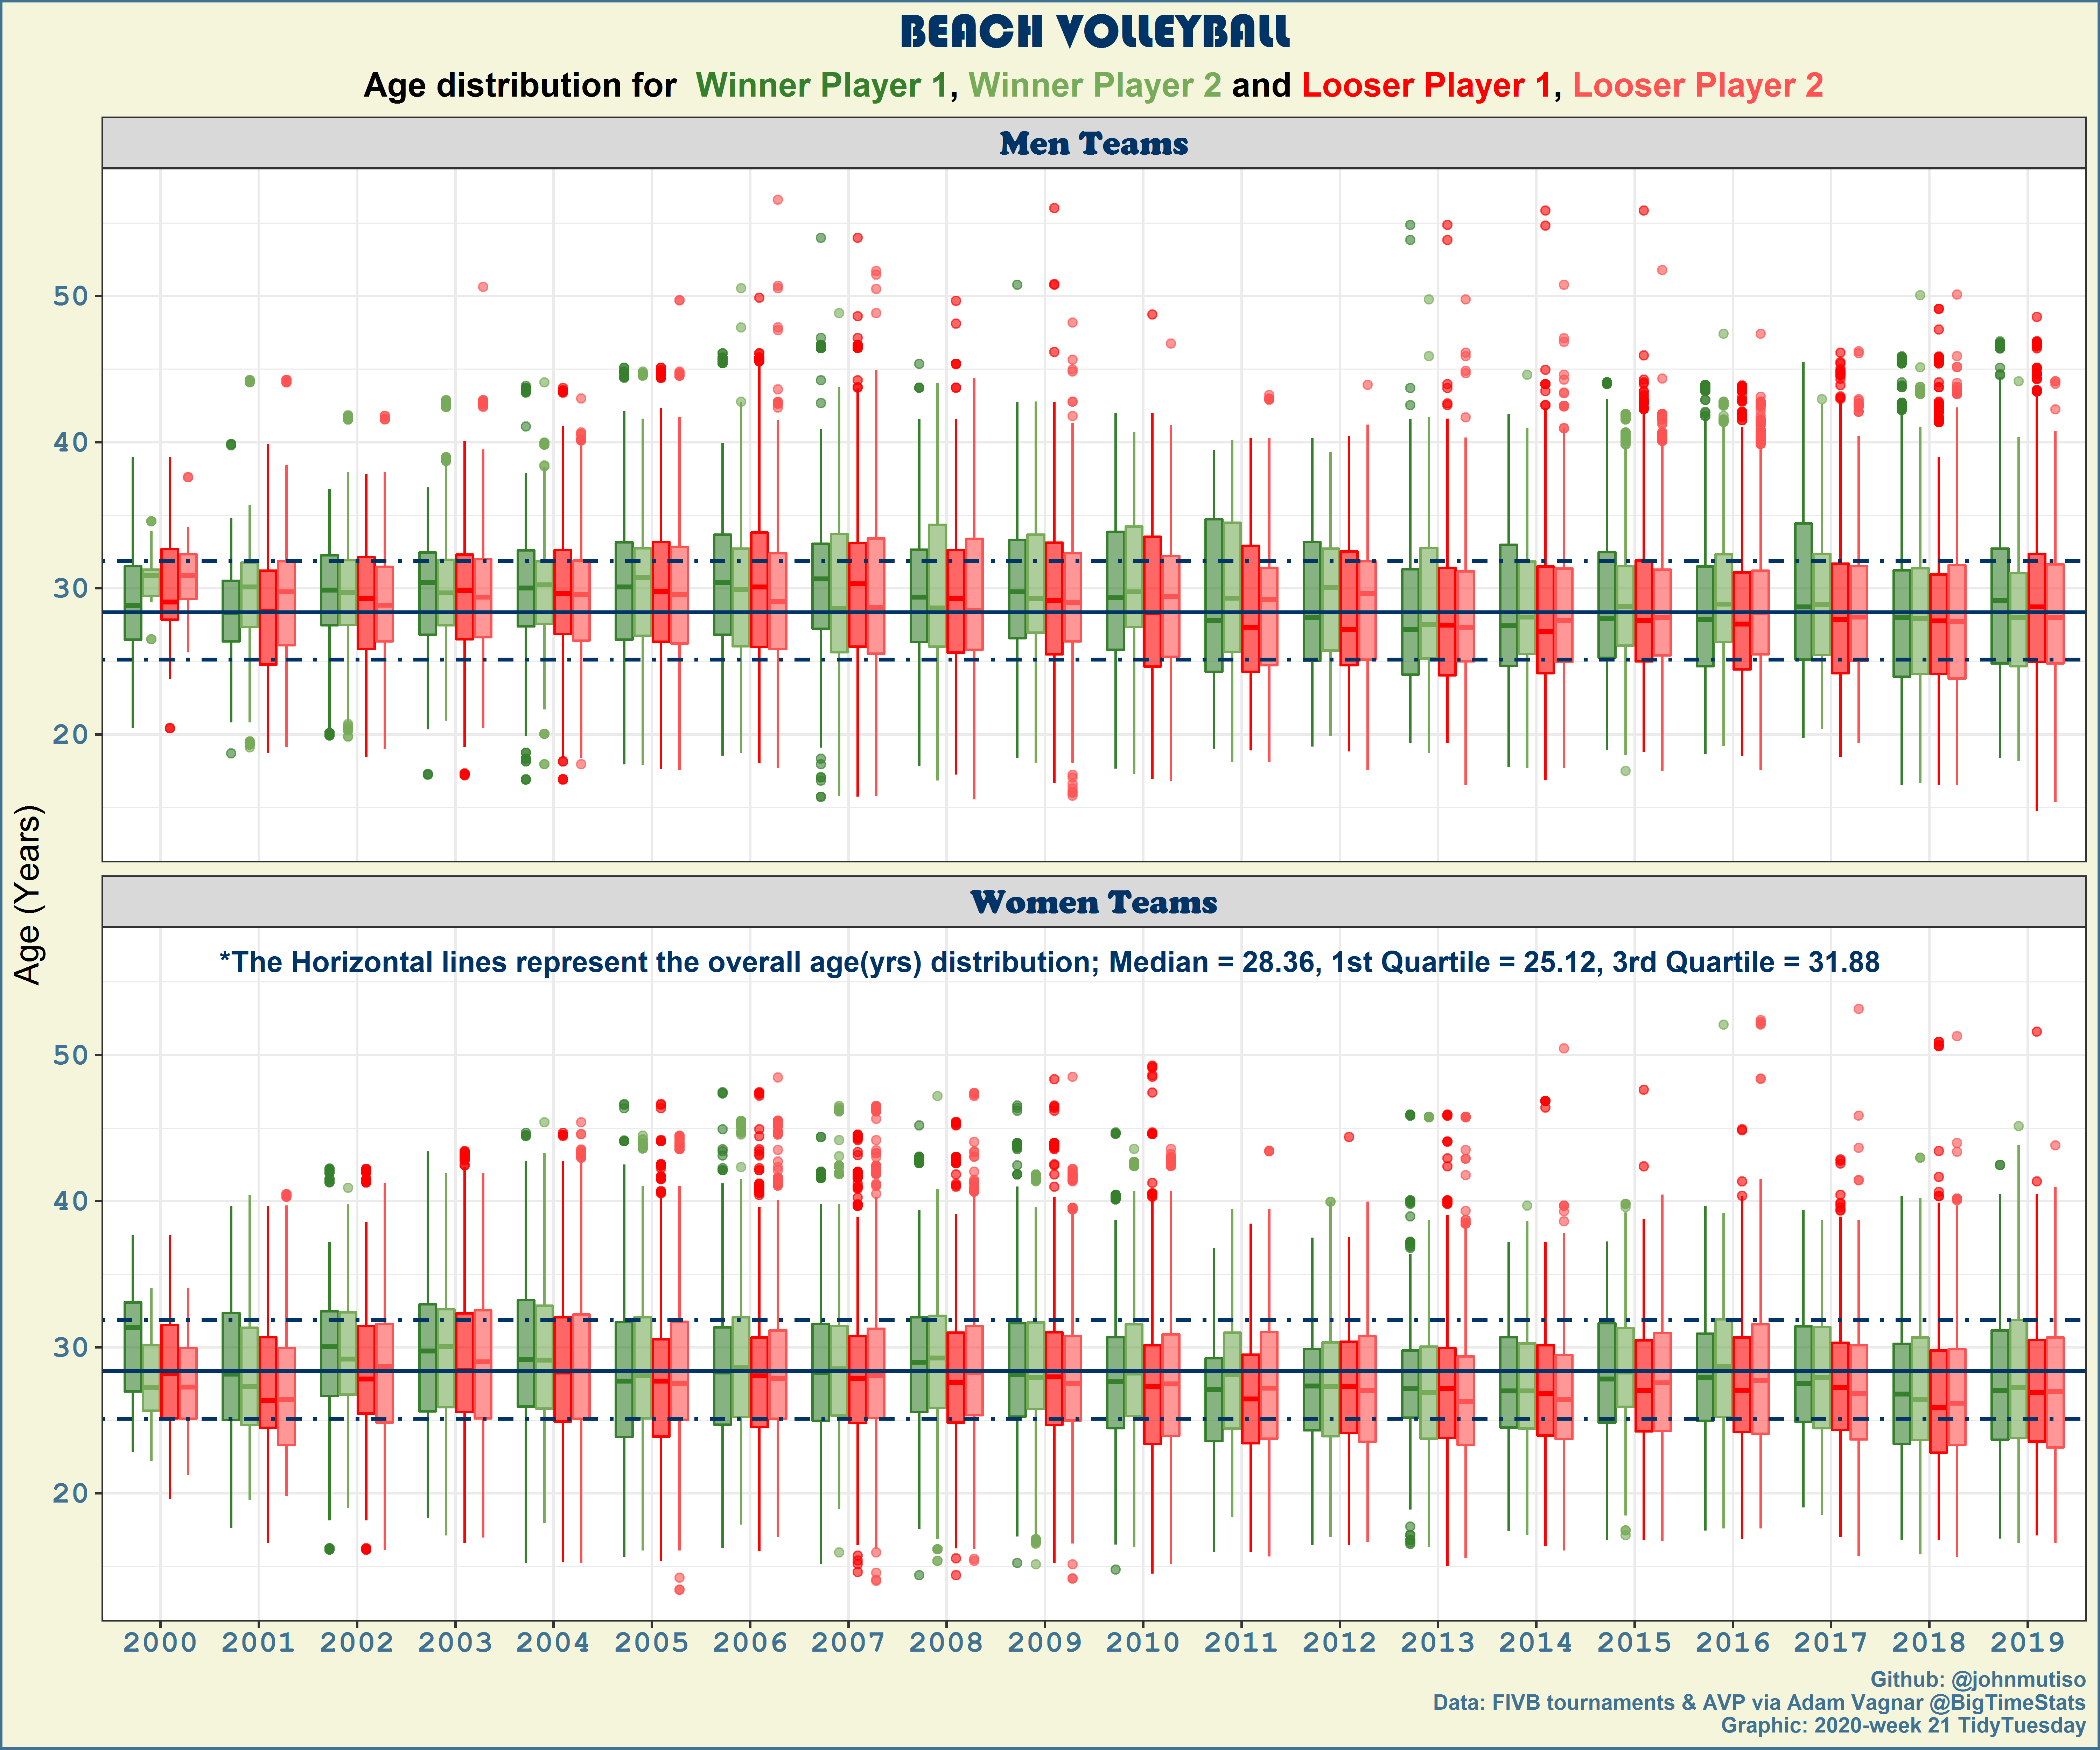 BEACH VOLLEYBALL
Age distribution for Winner Player 1, Winner Player 2 and Looser Player 1, Looser Player 2
Men Teams
50
40
30
20
Age (Years)
Women Teams
*The Horizontal lines represent the overall age(yrs) distribution; Median = 28.36, 1st Quartile = 25.12, 3rd Quartile = 31.88
50
40
30
20
2000 2001 2002 2003 2004 2005 2006 2007 2008 2009 2010 2011 2012 2013 2014 2015 2016 2017 2018 2019
Github: @johnmutiso
Data: FIVB tournaments & AVP via Adam Vagnar @BigTimeStats
Graphic: 2020-week 21 TidyTuesday